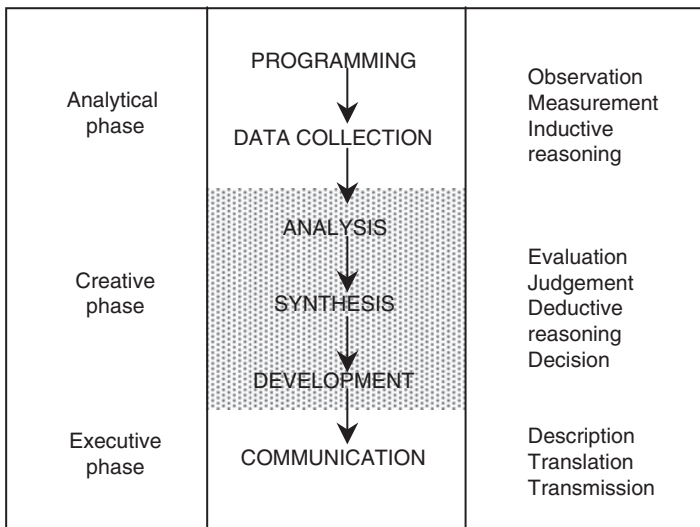 Analytical
phase
PROGRAMMING
DATA COLLECTION
Observation
Measurement
Inductive
reasoning
Creative
phase
ANALYSIS
SYNTHESIS
DEVELOPMENT
Evaluation
Judgement
Deductive
reasoning
Decision
Executive
phase
COMMUNICATION
Description
Translation
Transmission